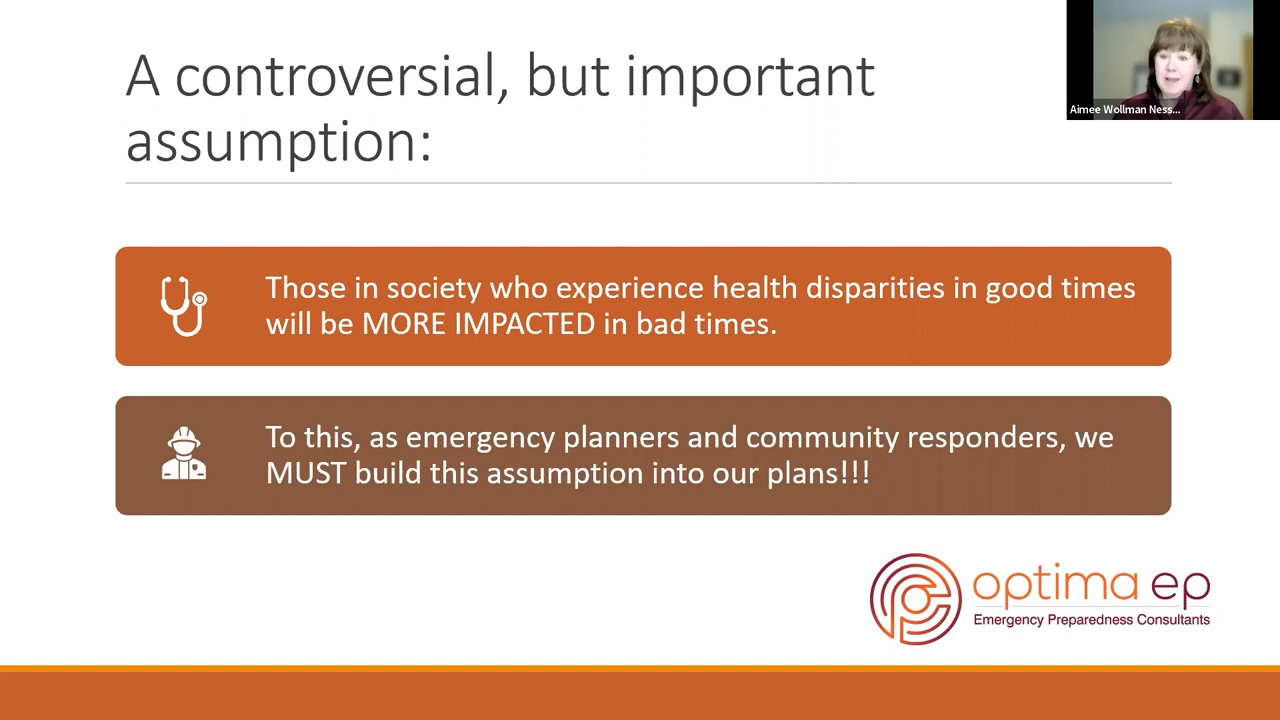 A controversial, but important
assumption:
Aimee Wollman Ness...
Those in society who experience health disparities in good times
will be MORE IMPACTED in bad times.
To this, as emergency planners and community responders, we
MUST build this assumption into our plans!!!
optima ep
Emergency Preparedness Consultants